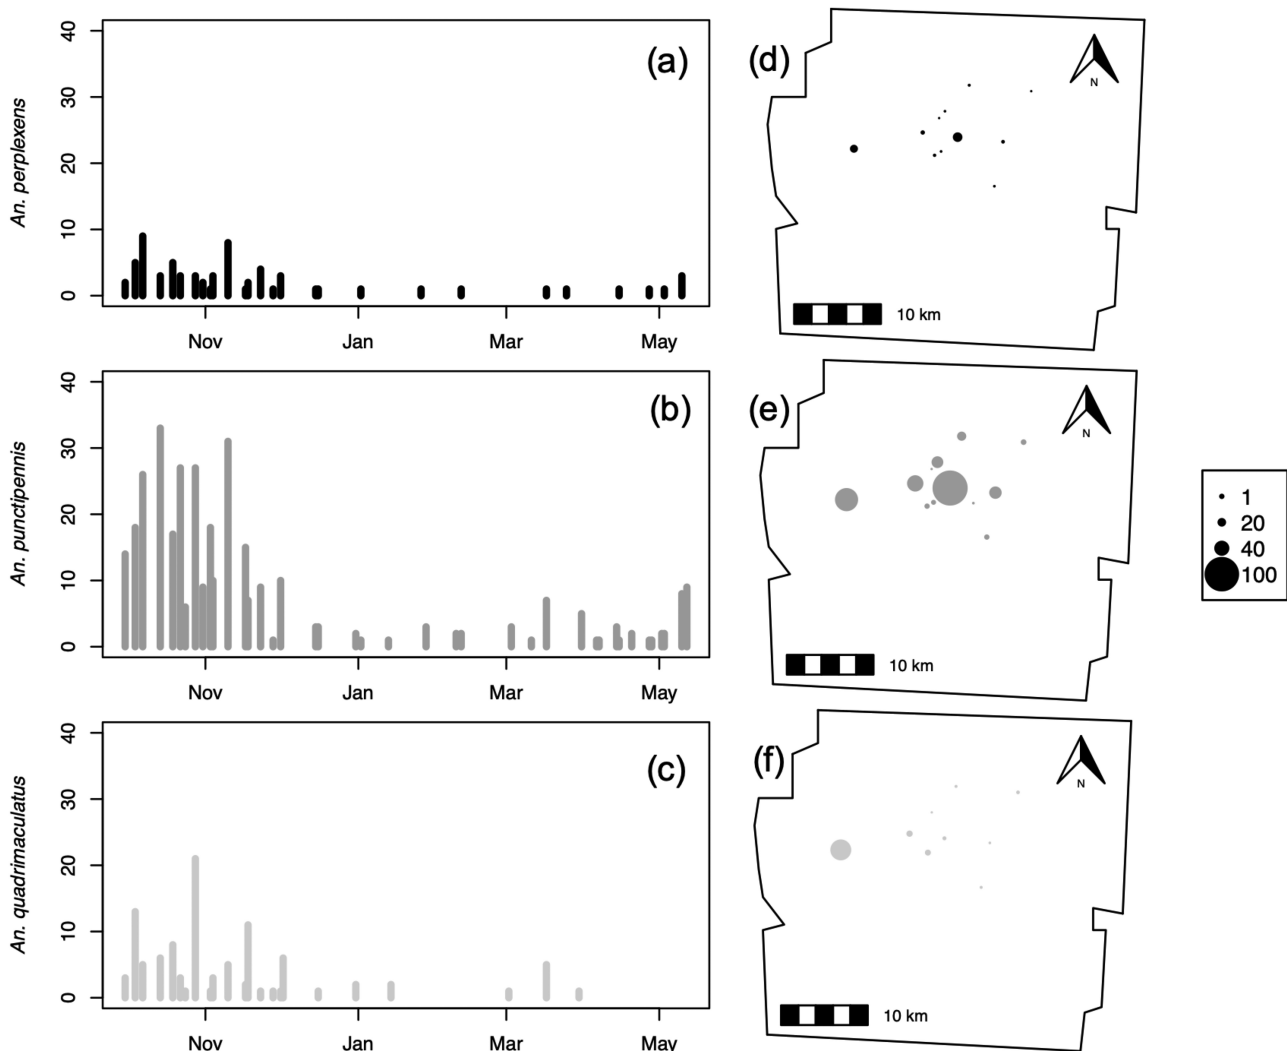 An. perplexens
40
30
20
10
0
(a)
Nov Jan Mar May
(d)
N
10 km
An. punctipennis
40
30
20
10
0
(b)
Nov Jan Mar May
(e)
N
10 km
1
20
40
100
An. quadrimaculatus
40
30
20
10
0
(c)
Nov Jan Mar May
(f)
N
10 km